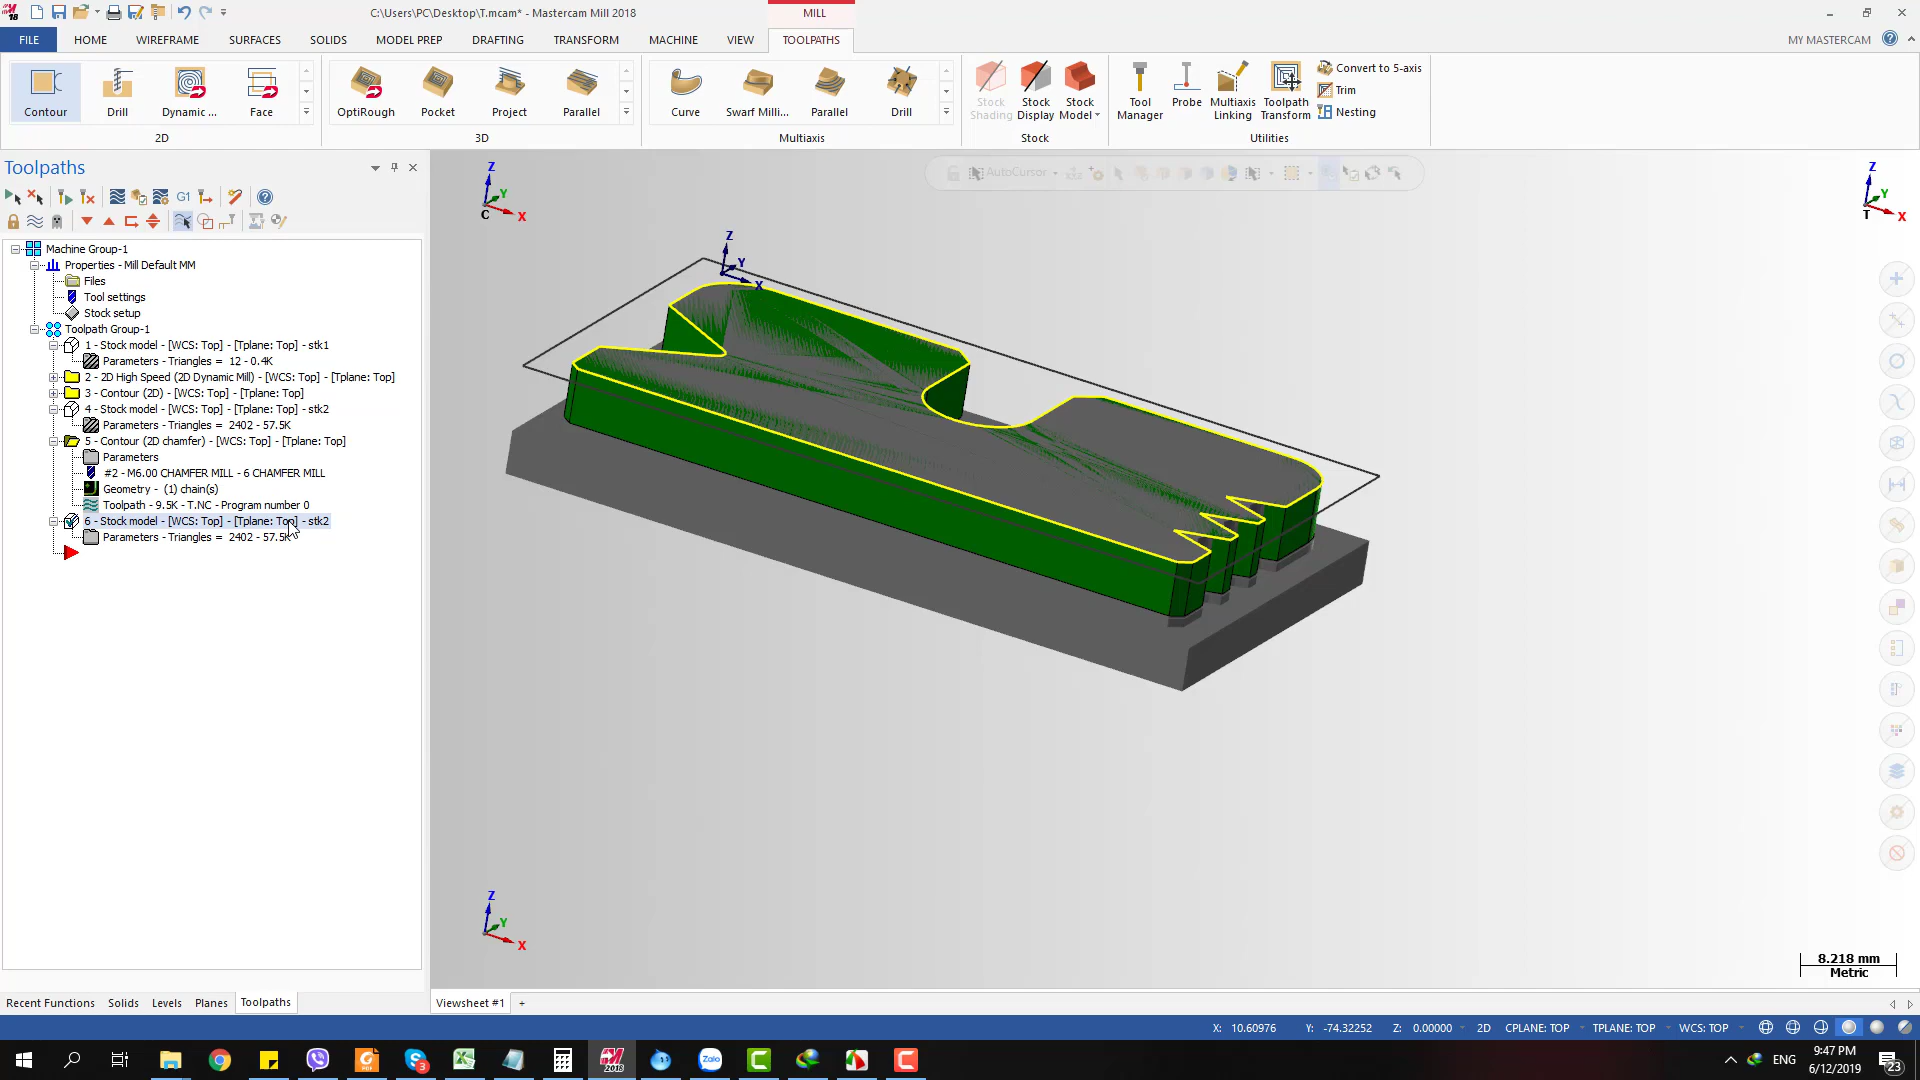 C:\Users\PC\Desktop\T.mcam* - Mastercam Mill 2018
MILL
FILE
HOME
WIREFRAME
SURFACES
SOLIDS
MODEL PREP
DRAFTING
TRANSFORM
MACHINE
VIEW
TOOLPATHS
MY MASTERCAM
Contour
Drill
Dynamic ...
Face
2D
OptiRough
Pocket
Project
Parallel
3D
Curve
Swarf Milli...
Parallel
Drill
Multiaxis
Stock Shading
Stock Display
Stock Model
Stock
Tool Manager
Probe
Multiaxis Linking
Toolpath Transform
Convert to 5-axis
Trim
Nesting
Utilities
Toolpaths
G1
AutoCursor
Machine Group-1
Properties - Mill Default MM
Files
Tool settings
Stock setup
Toolpath Group-1
1 - Stock model - [WCS: Top] - [Tplane: Top] - stk1
Parameters - Triangles = 12 - 0.4K
2 - 2D High Speed (2D Dynamic Mill) - [WCS: Top] - [Tplane: Top]
3 - Contour (2D) - [WCS: Top] - [Tplane: Top]
4 - Stock model - [WCS: Top] - [Tplane: Top] - stk2
Parameters - Triangles = 2402 - 57.5K
5 - Contour (2D chamfer) - [WCS: Top] - [Tplane: Top]
Parameters
#2 - M6.00 CHAMFER MILL - 6 CHAMFER MILL
Geometry - (1) chain(s)
Toolpath - 9.5K - T.NC - Program number 0
6 - Stock model - [WCS: Top] - [Tplane: Top] - stk2
Parameters - Triangles = 2402 - 57.5K
Z
Y
X
C
Z
Y
X
Z
Y
X
T
Z
Y
X
8.218 mm
Metric
Recent Functions
Solids
Levels
Planes
Toolpaths
Viewsheet #1
+
X: 10.60976
Y: -74.32252
Z: 0.00000
2D
CPLANE: TOP
TPLANE: TOP
WCS: TOP
3
2018
Zalo
ENG
9:47 PM
6/12/2019
23